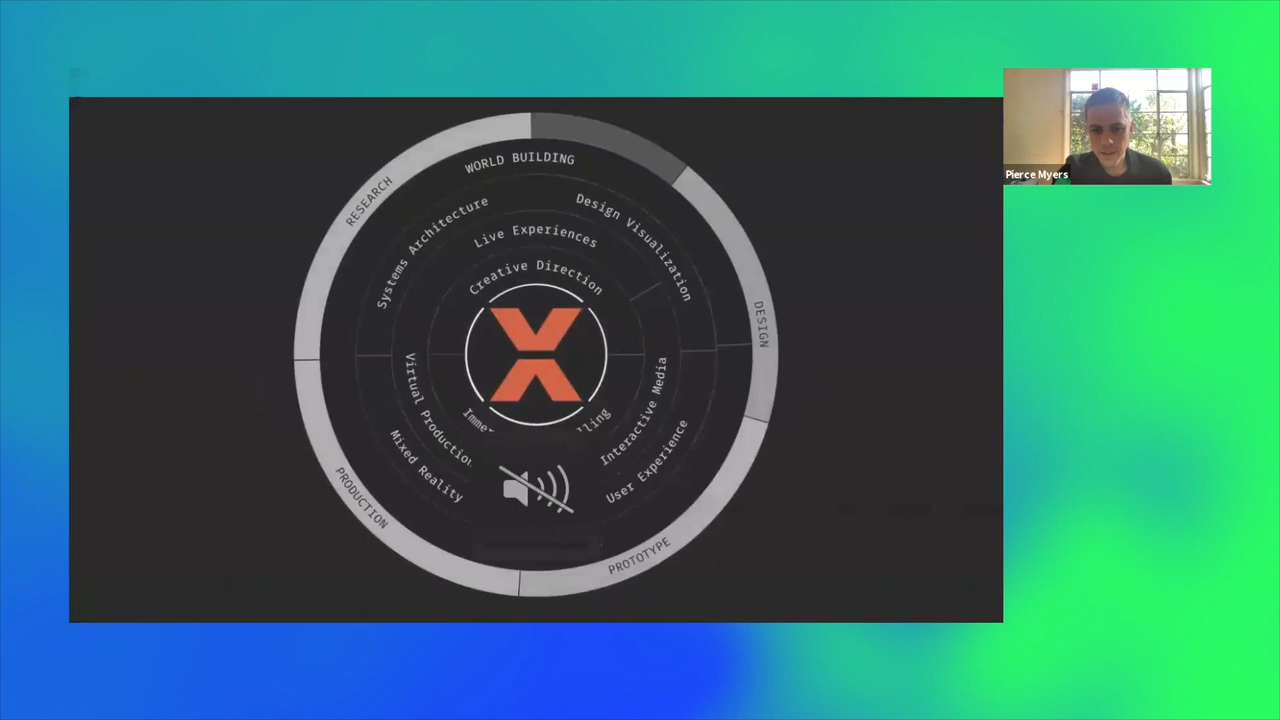 WORLD BUILDING
RESEARCH
Systems Architecture
Design Visualization
Live Experiences
Creative Direction
DESIGN
Virtual Production
Interactive Media
Mixed Reality
User Experience
PRODUCTION
PROTOTYPE
Pierce Myers